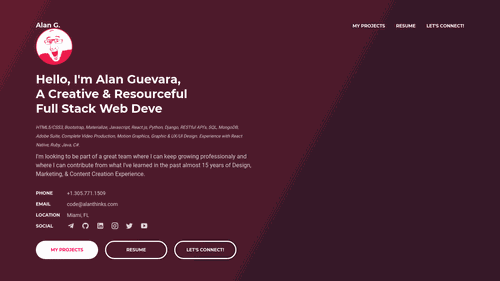 Alan G.
MY PROJECTS RESUME LET'S CONNECT!
Hello, I'm Alan Guevara,
A Creative & Resourceful
Full Stack Web Deve
HTML5/CSS3, Bootstrap, Materialize, Javascript, React.js, Python, Django, RESTful API's, SQL, MongoDB,
Adobe Suite, Complete Video Production, Motion Graphics, Graphic & UX/UI Design. Experience with React
Native, Ruby, Java, C#.
I'm looking to be part of a great team where I can keep growing professionaly and
where I can contribute from what I've learned in the past almost 15 years of Design,
Marketing, & Content Creation Experience.
PHONE +1.305.771.1509
EMAIL code@alanthinks.com
LOCATION Miami, FL
SOCIAL
MY PROJECTS RESUME LET'S CONNECT!